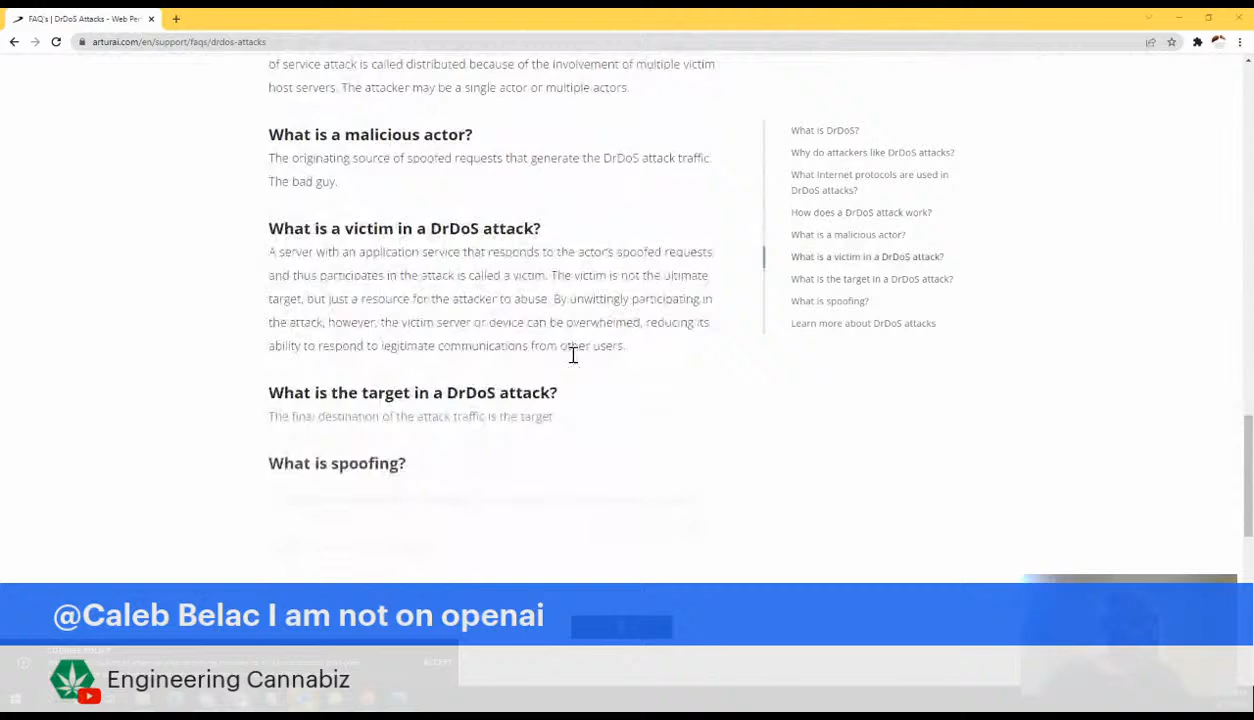 FAQ's | DrDoS Attacks - Web Per
arturai.com/en/support/faqs/drdos-attacks
of service attack is called distributed because of the involvement of multiple victim
host servers. The attacker may be a single actor or multiple actors.
What is a malicious actor?
The originating source of spoofed requests that generate the DrDoS attack traffic.
The bad guy.
What is a victim in a DrDoS attack?
A server with an application service that responds to the actor's spoofed requests
and thus participates in the attack is called a victim. The victim is not the ultimate
target, but just a resource for the attacker to abuse. By unwittingly participating in
the attack, however, the victim server or device can be overwhelmed, reducing its
ability to respond to legitimate communications from other users.
What is the target in a DrDoS attack?
The final destination of the attack traffic is the target
What is spoofing?
What is DrDoS?
Why do attackers like DrDoS attacks?
What Internet protocols are used in
DrDoS attacks?
How does a DrDoS attack work?
What is a malicious actor?
What is a victim in a DrDoS attack?
What is the target in a DrDoS attack?
What is spoofing?
Learn more about DrDoS attacks
@Caleb Belac I am not on openai
ACCEPT
Engineering Cannabiz